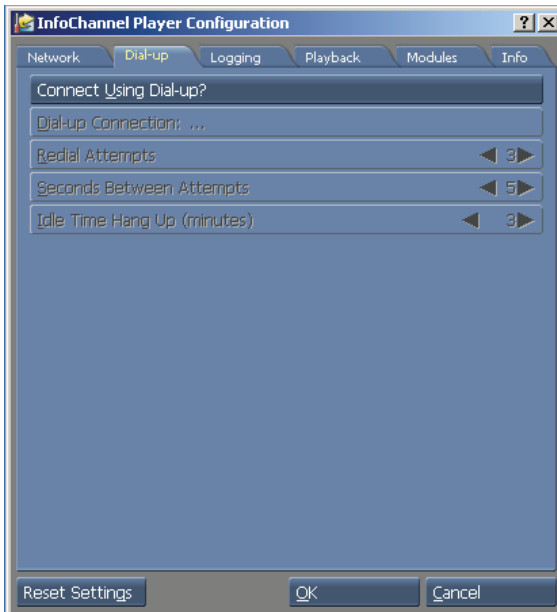 InfoChannel Player Configuration
Network Dial-up Logging Playback Modules Info
Connect Using Dial-up?
Dial-up Connection: ...
Redial Attempts 3
Seconds Between Attempts 5
Idle Time Hang Up (minutes) 3
Reset Settings OK Cancel